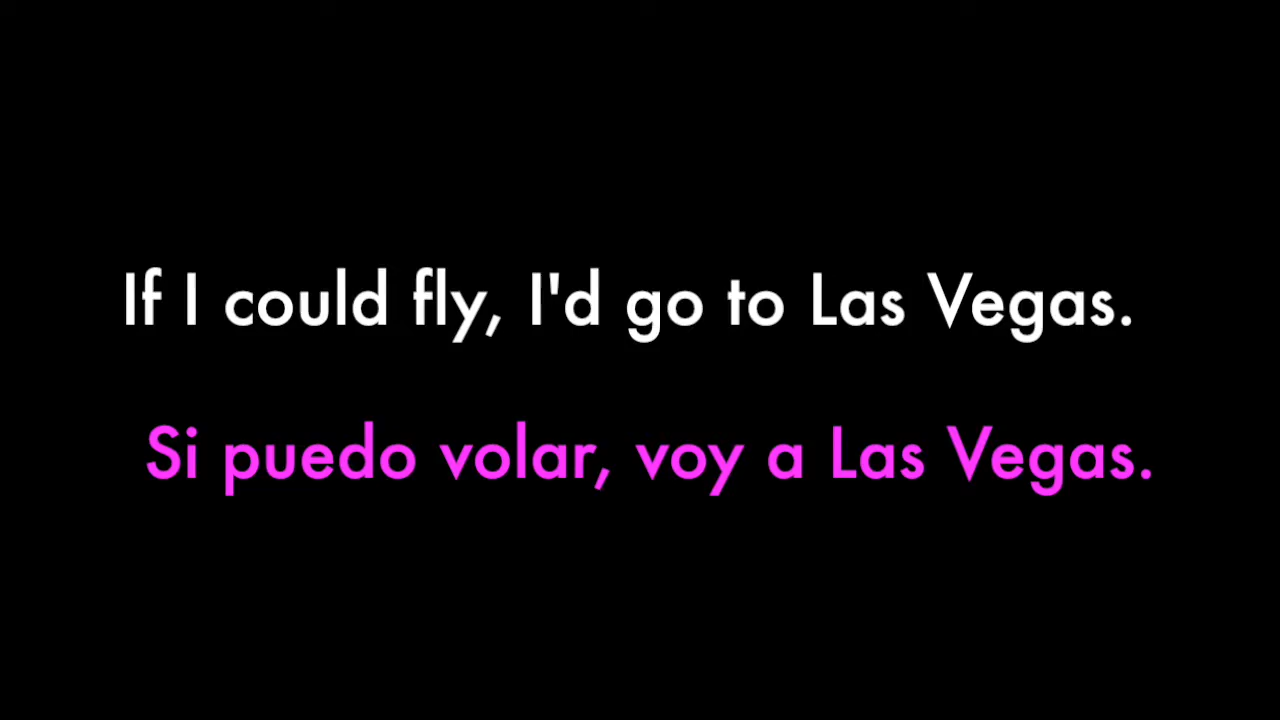 If I could fly, I'd go to Las Vegas.
Si puedo volar, voy a Las Vegas.